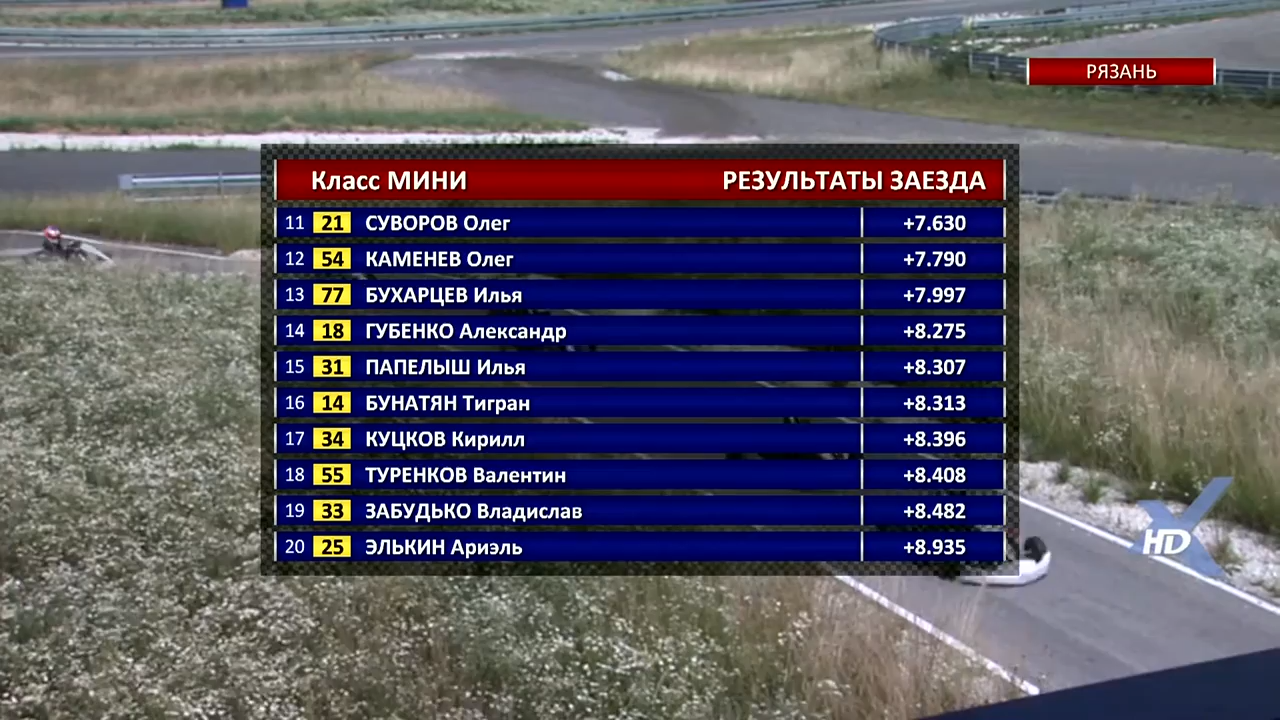 РЯЗАНЬ
Класс МИНИ РЕЗУЛЬТАТЫ ЗАЕЗДА
11 21 СУВОРОВ Олег +7.630
12 54 КАМЕНЕВ Олег +7.790
13 77 БУХАРЦЕВ Илья +7.997
14 18 ГУБЕНКО Александр +8.275
15 31 ПАПЕЛЫШ Илья +8.307
16 14 БУНАТЯН Тигран +8.313
17 34 КУЦКОВ Кирилл +8.396
18 55 ТУРЕНКОВ Валентин +8.408
19 33 ЗАБУДЬКО Владислав +8.482
20 25 ЭЛЬКИН Ариэль +8.935
X HD